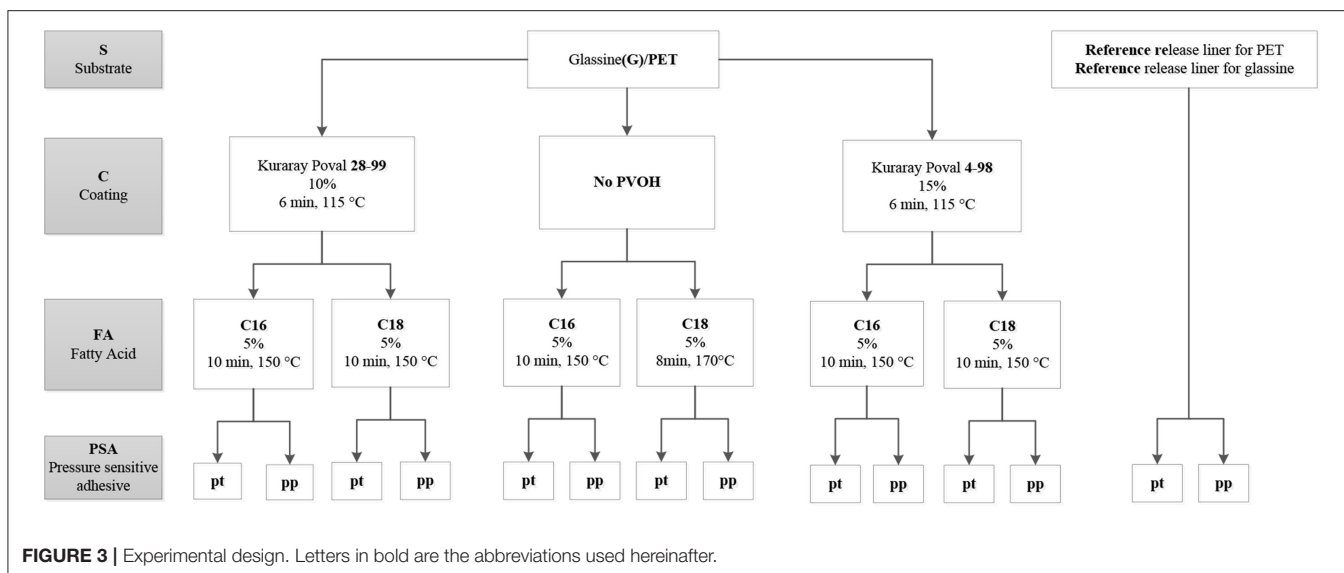 S
Substrate
Glassine(G)/PET
Reference release liner for PET
Reference release liner for glassine
C
Coating
Kuraray Poval 28-99
10%
6 min, 115 °C
No PVOH
Kuraray Poval 4-98
15%
6 min, 115 °C
FA
Fatty Acid
C16
5%
10 min, 150 °C
C18
5%
10 min, 150 °C
C16
5%
10 min, 150 °C
C18
5%
8min, 170°C
C16
5%
10 min, 150 °C
C18
5%
10 min, 150 °C
PSA
Pressure sensitive
adhesive
pt
pp
pt
pp
pt
pp
pt
pp
pt
pp
pt
pp
pt
pp
FIGURE 3 | Experimental design. Letters in bold are the abbreviations used hereinafter.